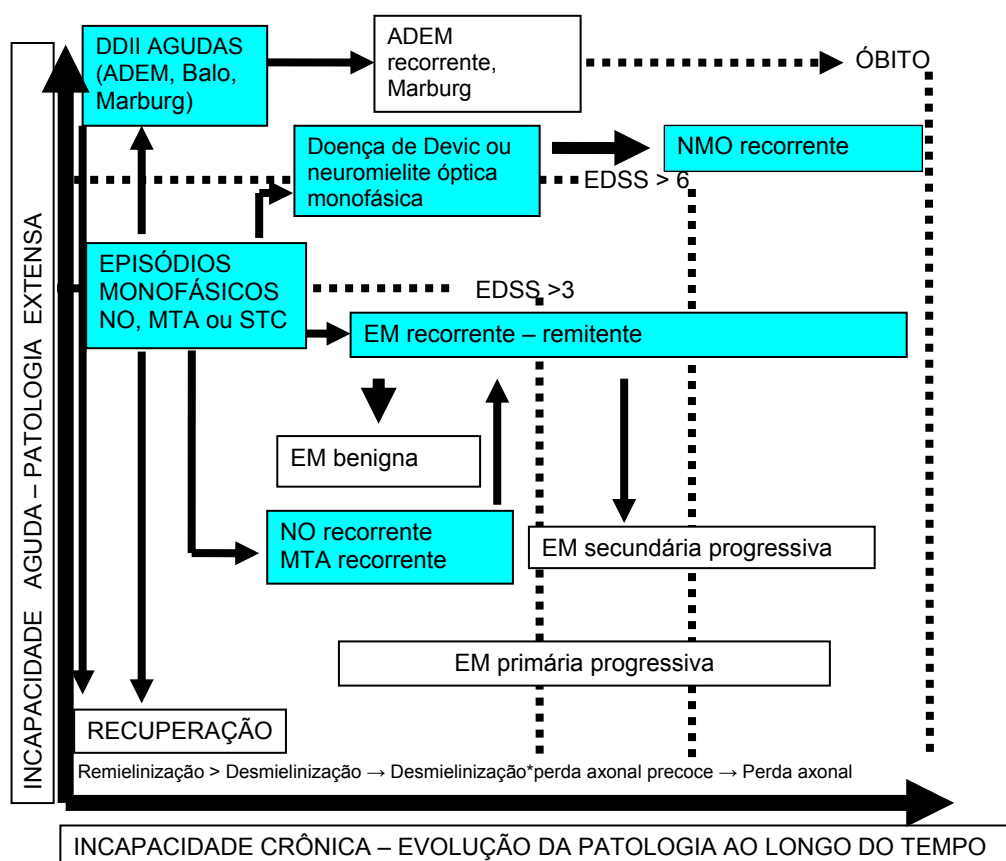 DDII AGUDAS
(ADEM, Balo,
Marburg)
ADEM
recorrente,
Marburg
ÓBITO
Doença de Devic ou
neuromielite óptica
monofásica
NMO recorrente
EDSS > 6
EPISÓDIOS
MONOFÁSICOS
NO, MTA ou STC
EDSS >3
EM recorrente – remitente
EM benigna
NO recorrente
MTA recorrente
EM secundária progressiva
EM primária progressiva
RECUPERAÇÃO
Remielinização > Desmielinização → Desmielinização*perda axonal precoce → Perda axonal
INCAPACIDADE AGUDA – PATOLOGIA EXTENSA
INCAPACIDADE CRÔNICA – EVOLUÇÃO DA PATOLOGIA AO LONGO DO TEMPO